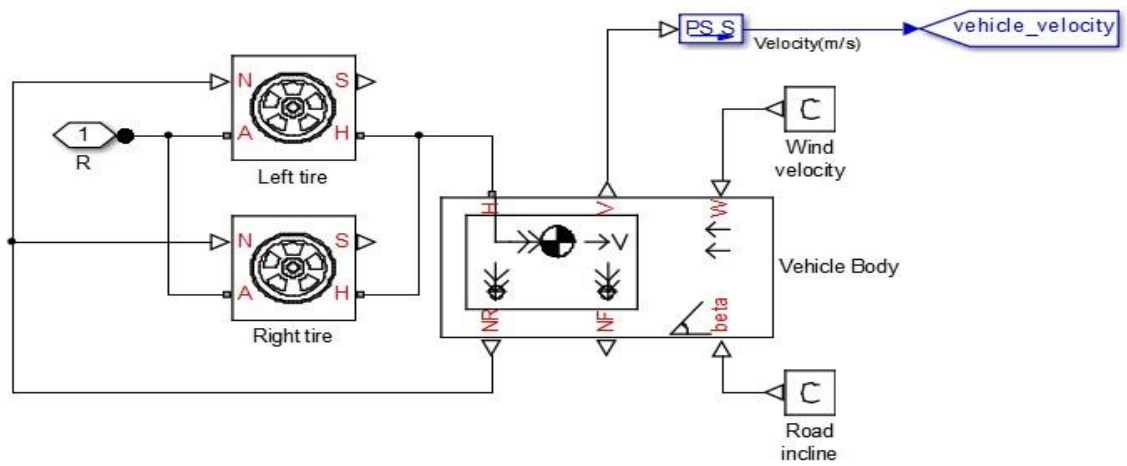 PS S
vehicle_velocity
Velocity(m/s)
N
S
C
1
A
H
R
Wind
velocity
Left tire
H
V
W
N
S
V
Vehicle Body
A
H
NR
NF
beta
Right tire
C
Road
incline